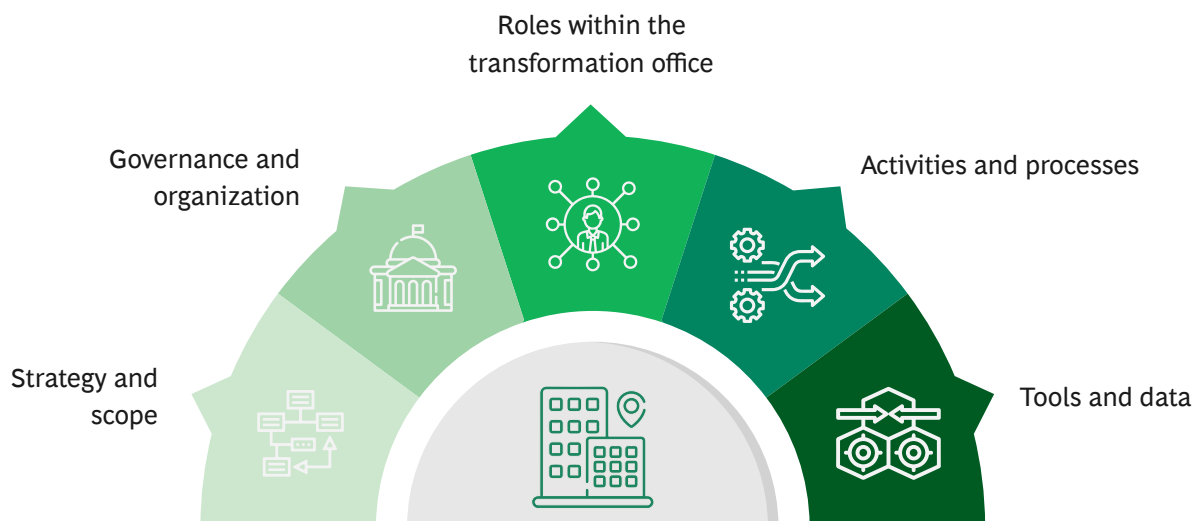 Roles within the
transformation office
Governance and
organization
Activities and processes
Strategy and
scope
Tools and data